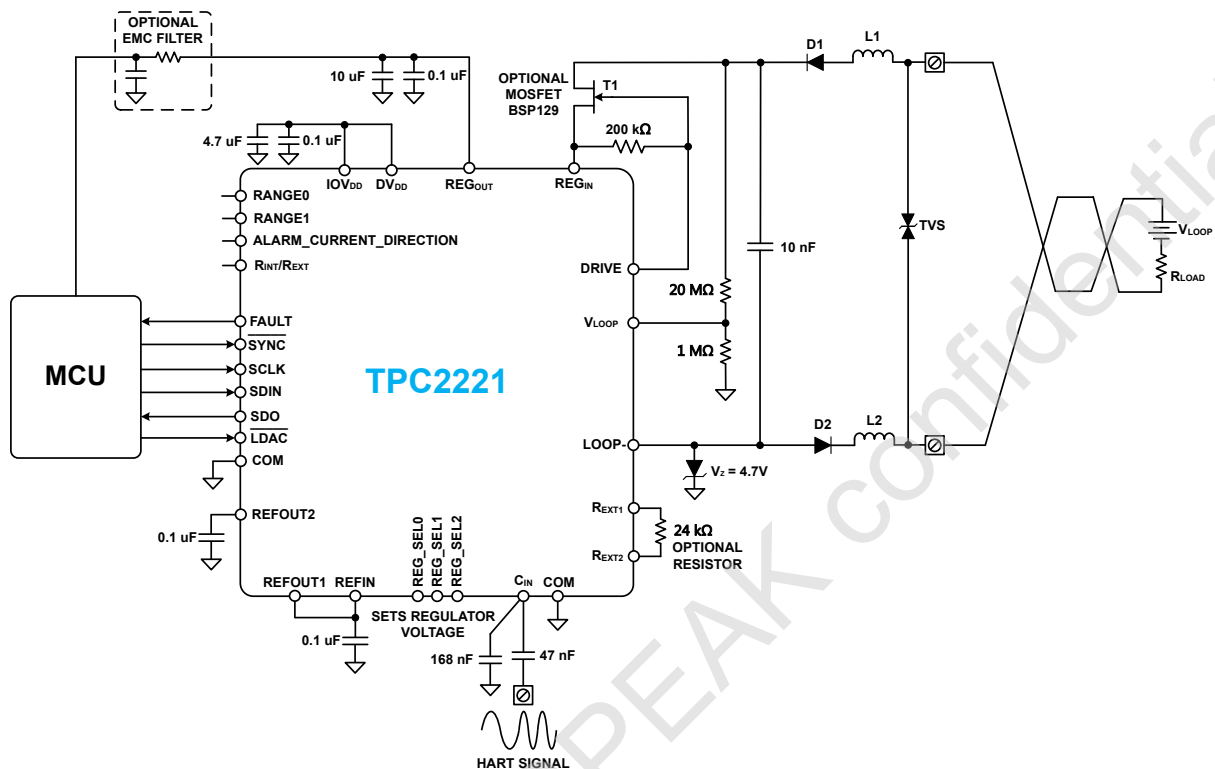 OPTIONAL
EMC FILTER
10 uF
0.1 uF
OPTIONAL
MOSFET
BSP129
T1
D1
L1
200 kΩ
4.7 uF
0.1 uF
IOVDD
DVDD
REGOUT
REGIN
RANGE0
RANGE1
ALARM_CURRENT_DIRECTION
RINT/REXT
DRIVE
10 nF
TVS
VLOOP
RLOAD
20 MΩ
VLOOP
1 MΩ
MCU
FAULT
SYNC
SCLK
SDIN
SDO
LDAC
COM
TPC2221
LOOP-
D2
L2
VZ = 4.7V
REFOUT2
0.1 uF
REXT1
24 kΩ
OPTIONAL
RESISTOR
REXT2
REG_SEL0
REG_SEL1
REG_SEL2
REFOUT1
REFIN
CIN
COM
SETS REGULATOR
VOLTAGE
0.1 uF
168 nF
47 nF
HART SIGNAL
PEAK confidential